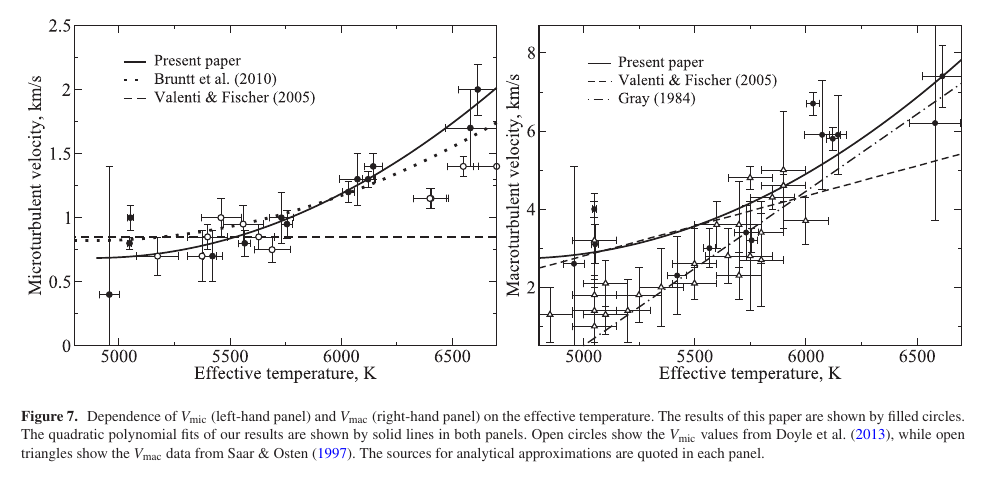 2.5
2
1.5
1
0.5
0
Microturbulent velocity, km/s
Present paper
Bruntt et al. (2010)
Valenti & Fischer (2005)
5000 5500 6000 6500
Effective temperature, K
8
6
4
2
Macroturbulent velocity, km/s
Present paper
Valenti & Fischer (2005)
Gray (1984)
5000 5500 6000 6500
Effective temperature, K
Figure 7. Dependence of Vmic (left-hand panel) and Vmac (right-hand panel) on the effective temperature. The results of this paper are shown by filled circles.
The quadratic polynomial fits of our results are shown by solid lines in both panels. Open circles show the Vmic values from Doyle et al. (2013), while open
triangles show the Vmac data from Saar & Osten (1997). The sources for analytical approximations are quoted in each panel.